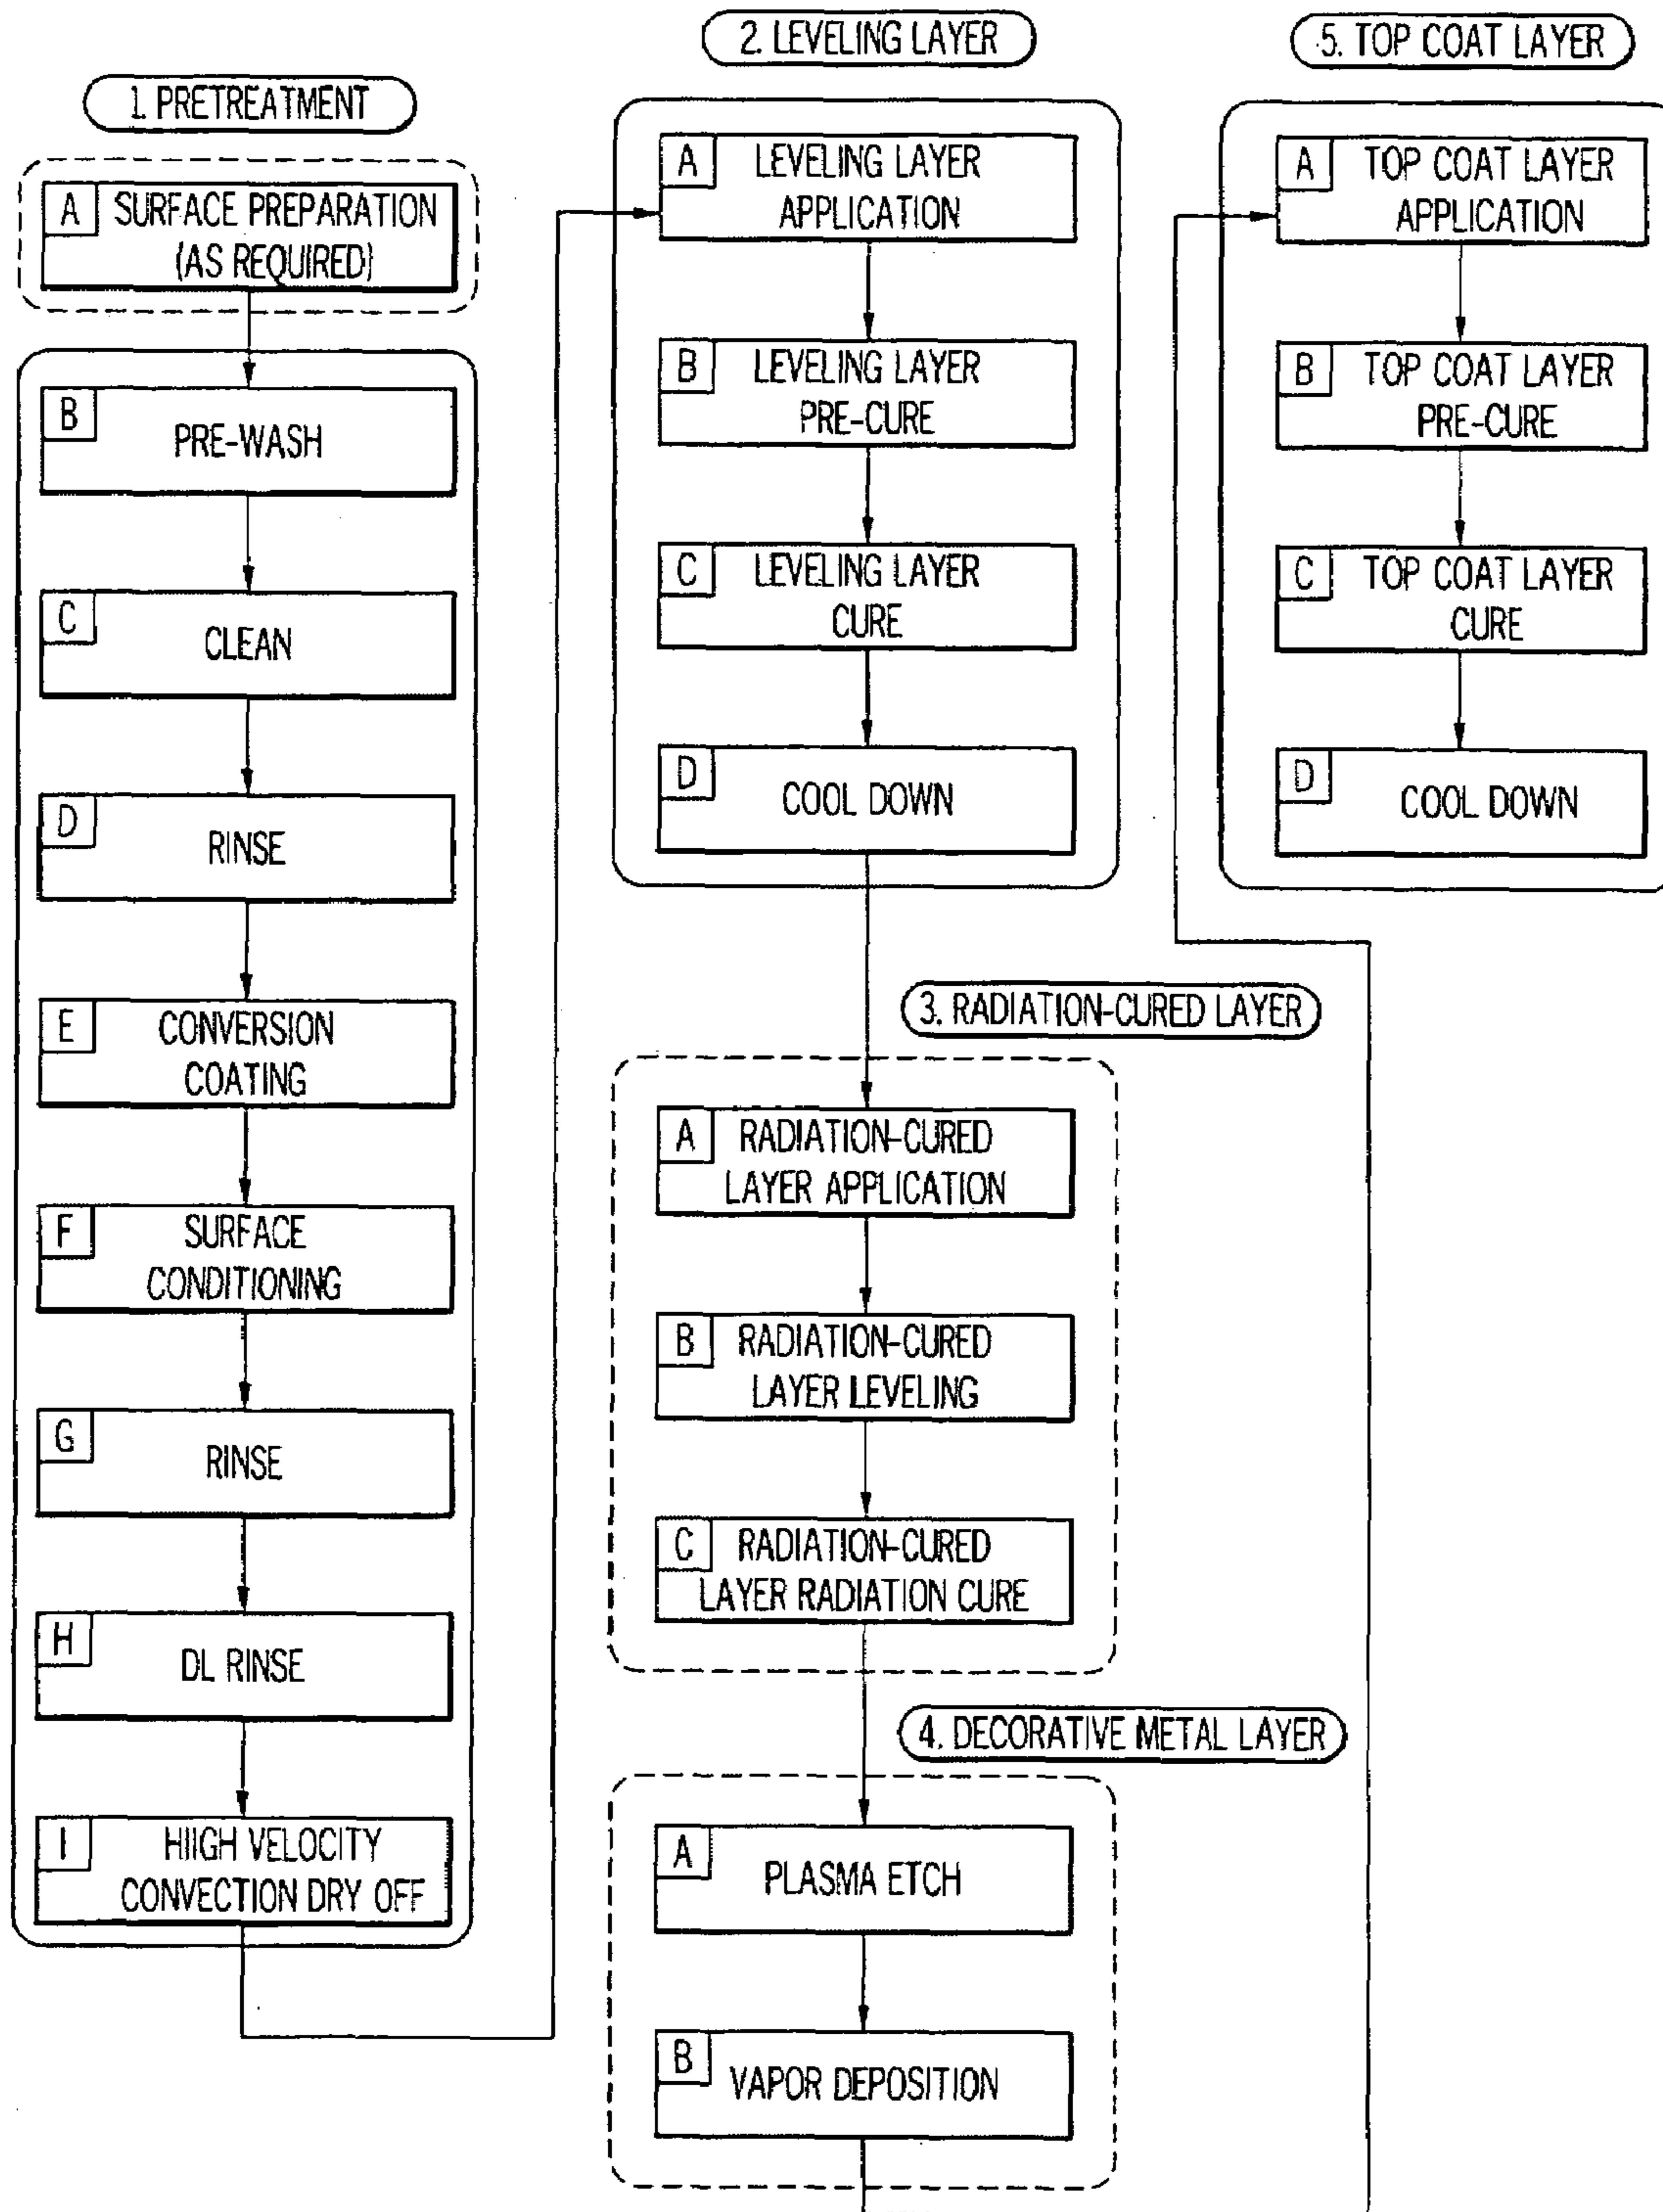 1. PRETREATMENT
A
SURFACE PREPARATION
(AS REQUIRED)
B
PRE-WASH
C
CLEAN
D
RINSE
E
CONVERSION
COATING
F
SURFACE
CONDITIONING
G
RINSE
H
DL RINSE
I
HIIGH VELOCITY
CONVECTION DRY OFF
2. LEVELING LAYER
A
LEVELING LAYER
APPLICATION
B
LEVELING LAYER
PRE-CURE
C
LEVELING LAYER
CURE
D
COOL DOWN
3. RADIATION-CURED LAYER
A
RADIATION-CURED
LAYER APPLICATION
B
RADIATION-CURED
LAYER LEVELING
C
RADIATION-CURED
LAYER RADIATION CURE
4. DECORATIVE METAL LAYER
A
PLASMA ETCH
B
VAPOR DEPOSITION
5. TOP COAT LAYER
A
TOP COAT LAYER
APPLICATION
B
TOP COAT LAYER
PRE-CURE
C
TOP COAT LAYER
CURE
D
COOL DOWN